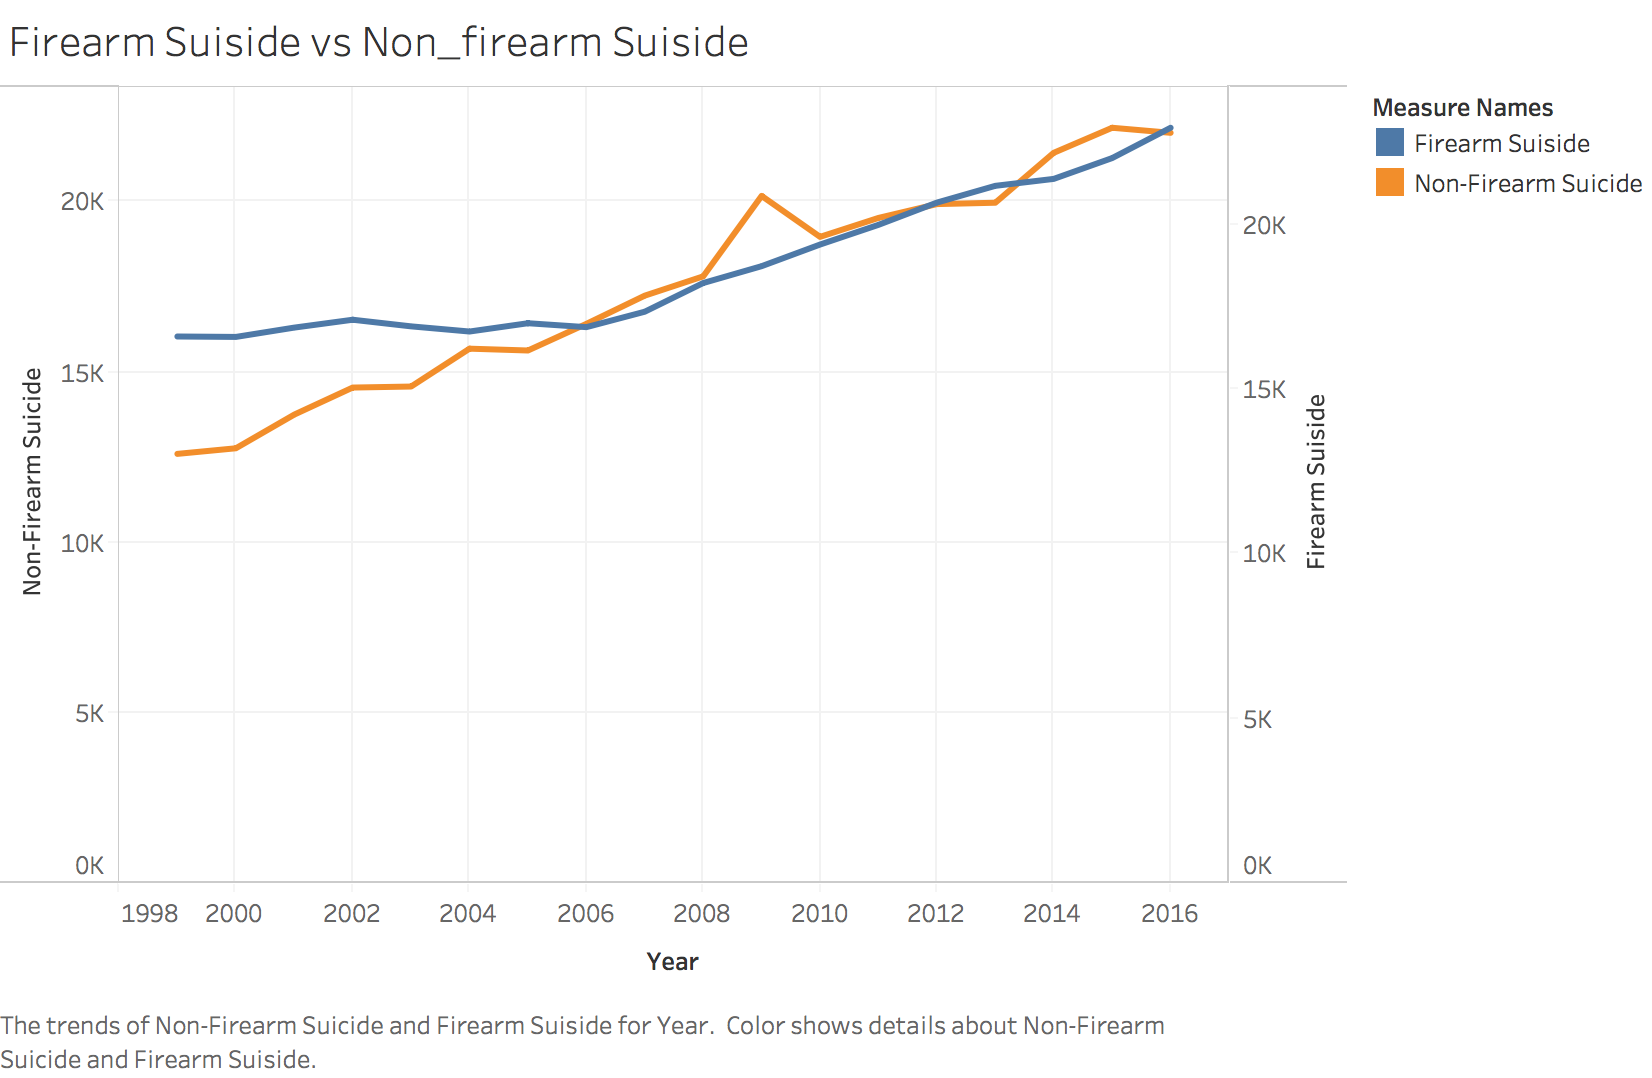 Firearm Suiside vs Non_firearm Suiside
Measure Names
Firearm Suiside
Non-Firearm Suicide
Non-Firearm Suicide
20K
15K
10K
5K
0K
20K
15K
10K
5K
0K
Firearm Suiside
1998 2000 2002 2004 2006 2008 2010 2012 2014 2016
Year
The trends of Non-Firearm Suicide and Firearm Suiside for Year. Color shows details about Non-Firearm
Suicide and Firearm Suiside.